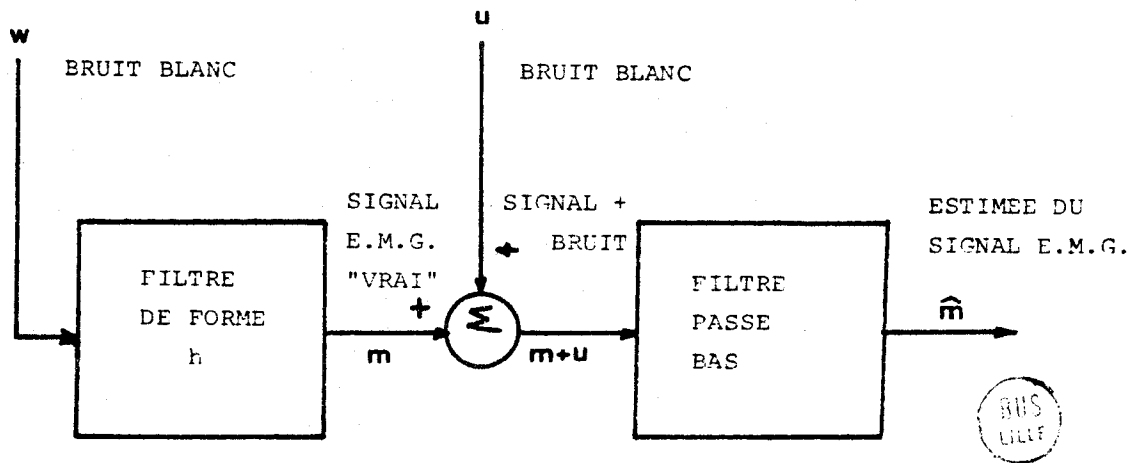 w
BRUIT BLANC
u
BRUIT BLANC
FILTRE
DE FORME
h
SIGNAL
E.M.G.
"VRAI"
+
m
SIGNAL +
BRUIT
+
Σ
m+u
FILTRE
PASSE
BAS
ESTIMEE DU
SIGNAL E.M.G.
m̂
BUS
LILLE